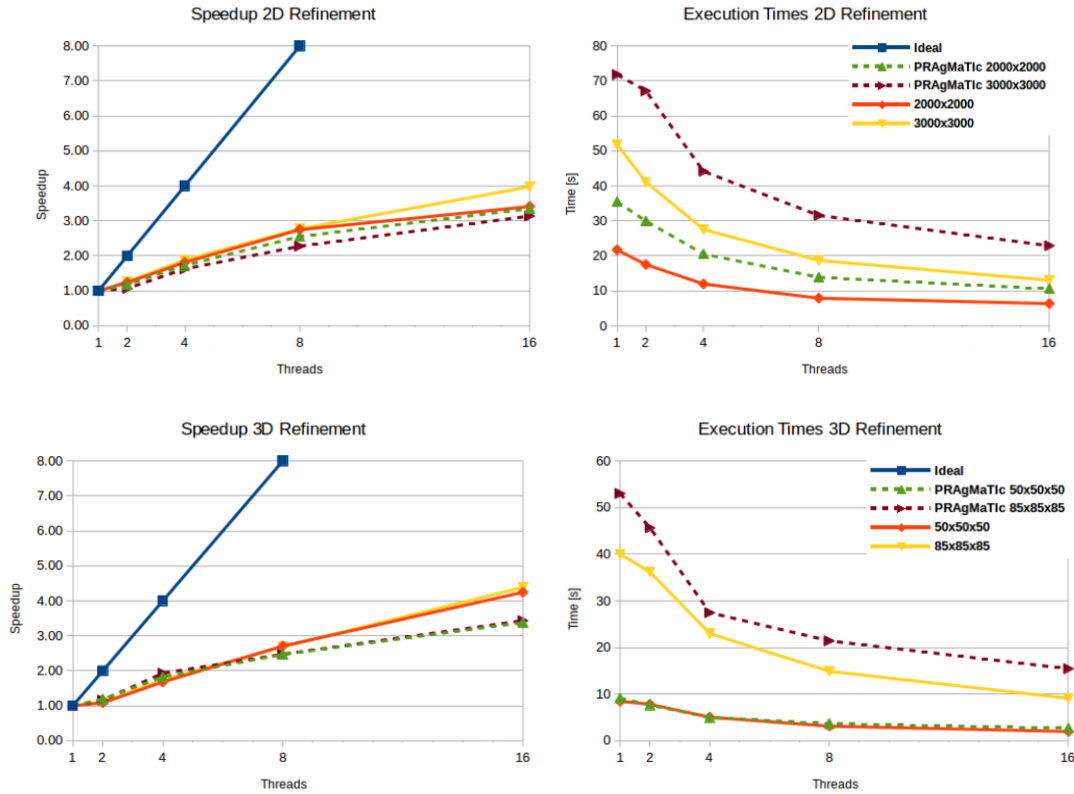 Speedup 2D Refinement
8.00
7.00
6.00
5.00
4.00
3.00
2.00
1.00
0.00
Speedup
1 2 4 8 16
Threads
Execution Times 2D Refinement
80
70
60
50
40
30
20
10
0
Time [s]
Ideal
PRAgMaTIc 2000x2000
PRAgMaTIc 3000x3000
2000x2000
3000x3000
1 2 4 8 16
Threads
Speedup 3D Refinement
8.00
7.00
6.00
5.00
4.00
3.00
2.00
1.00
0.00
Speedup
1 2 4 8 16
Threads
Execution Times 3D Refinement
60
50
40
30
20
10
0
Time [s]
Ideal
PRAgMaTIc 50x50x50
PRAgMaTIc 85x85x85
50x50x50
85x85x85
1 2 4 8 16
Threads